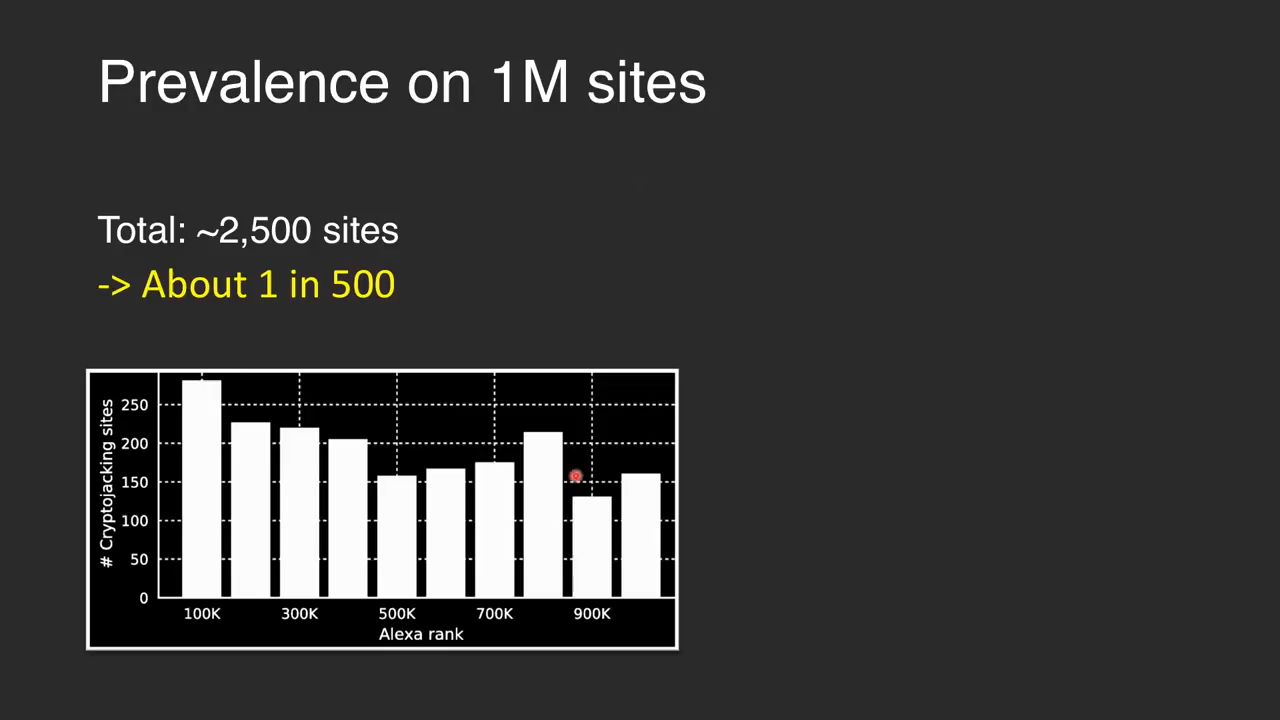 Prevalence on 1M sites
Total: ~2,500 sites
-> About 1 in 500
# Cryptojacking sites
250
200
150
100
50
0
100K 300K 500K 700K 900K
Alexa rank